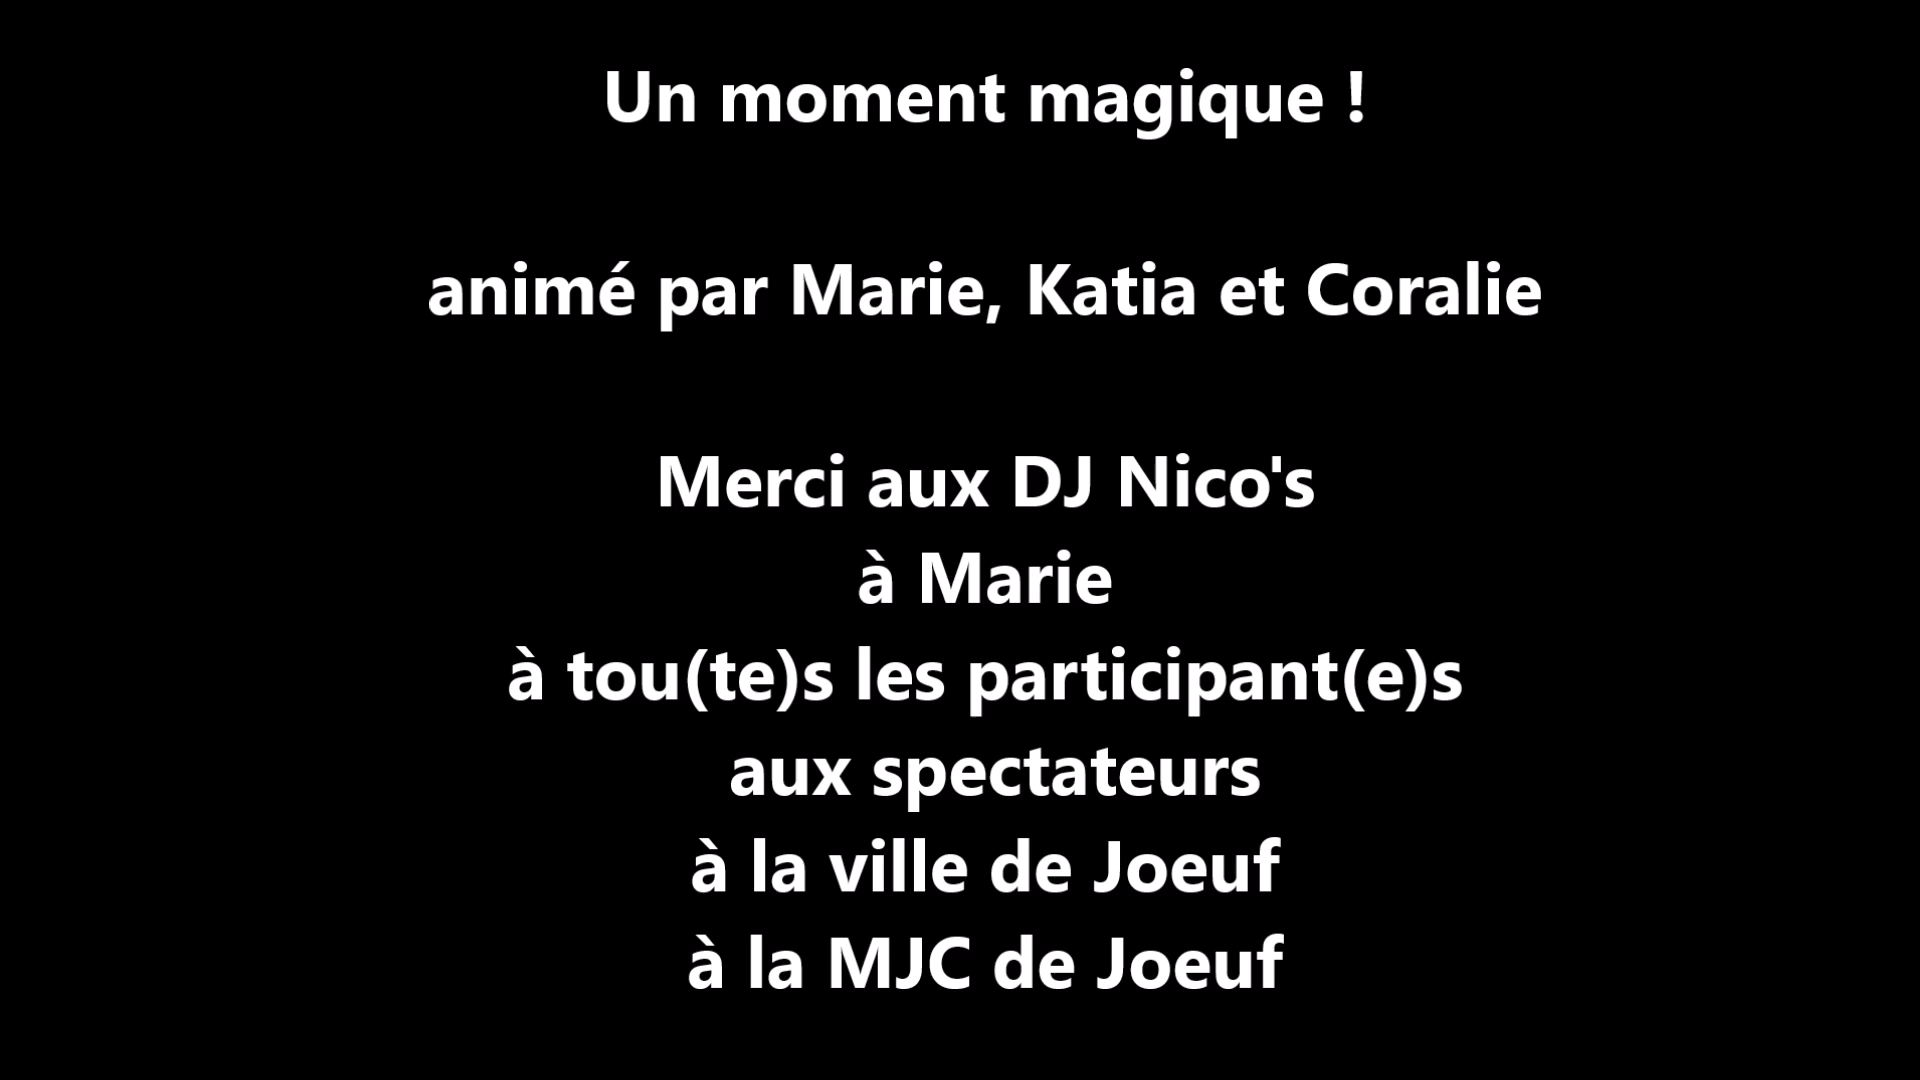 Un moment magique !
animé par Marie, Katia et Coralie
Merci aux DJ Nico's
à Marie
à tou(te)s les participant(e)s
aux spectateurs
à la ville de Joeuf
à la MJC de Joeuf